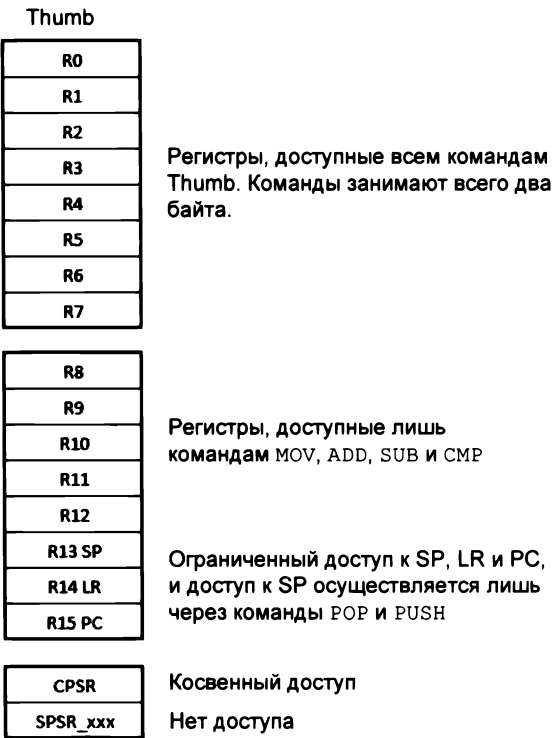 Thumb
R0
R1
R2
R3
R4
R5
R6
R7
Регистры, доступные всем командам
Thumb. Команды занимают всего два
байта.
R8
R9
R10
R11
R12
R13 SP
R14 LR
R15 PC
Регистры, доступные лишь
командам MOV, ADD, SUB и CMP
Ограниченный доступ к SP, LR и PC,
и доступ к SP осуществляется лишь
через команды POP и PUSH
CPSR
Косвенный доступ
SPSR_xxx
Нет доступа